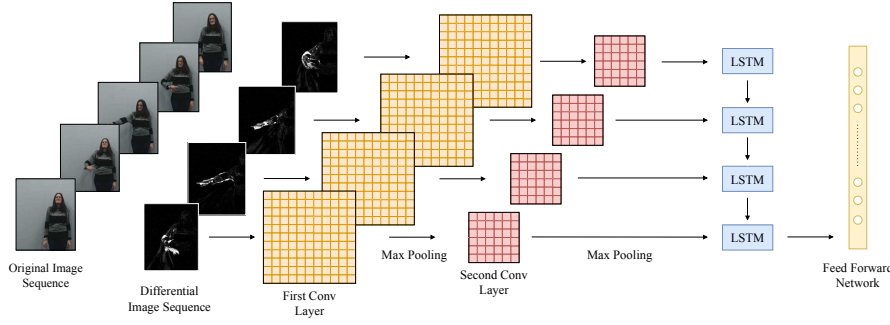 LSTM
LSTM
LSTM
LSTM
Original Image
Sequence
Differential
Image Sequence
First Conv
Layer
Max Pooling
Second Conv
Layer
Max Pooling
Feed Forward
Network